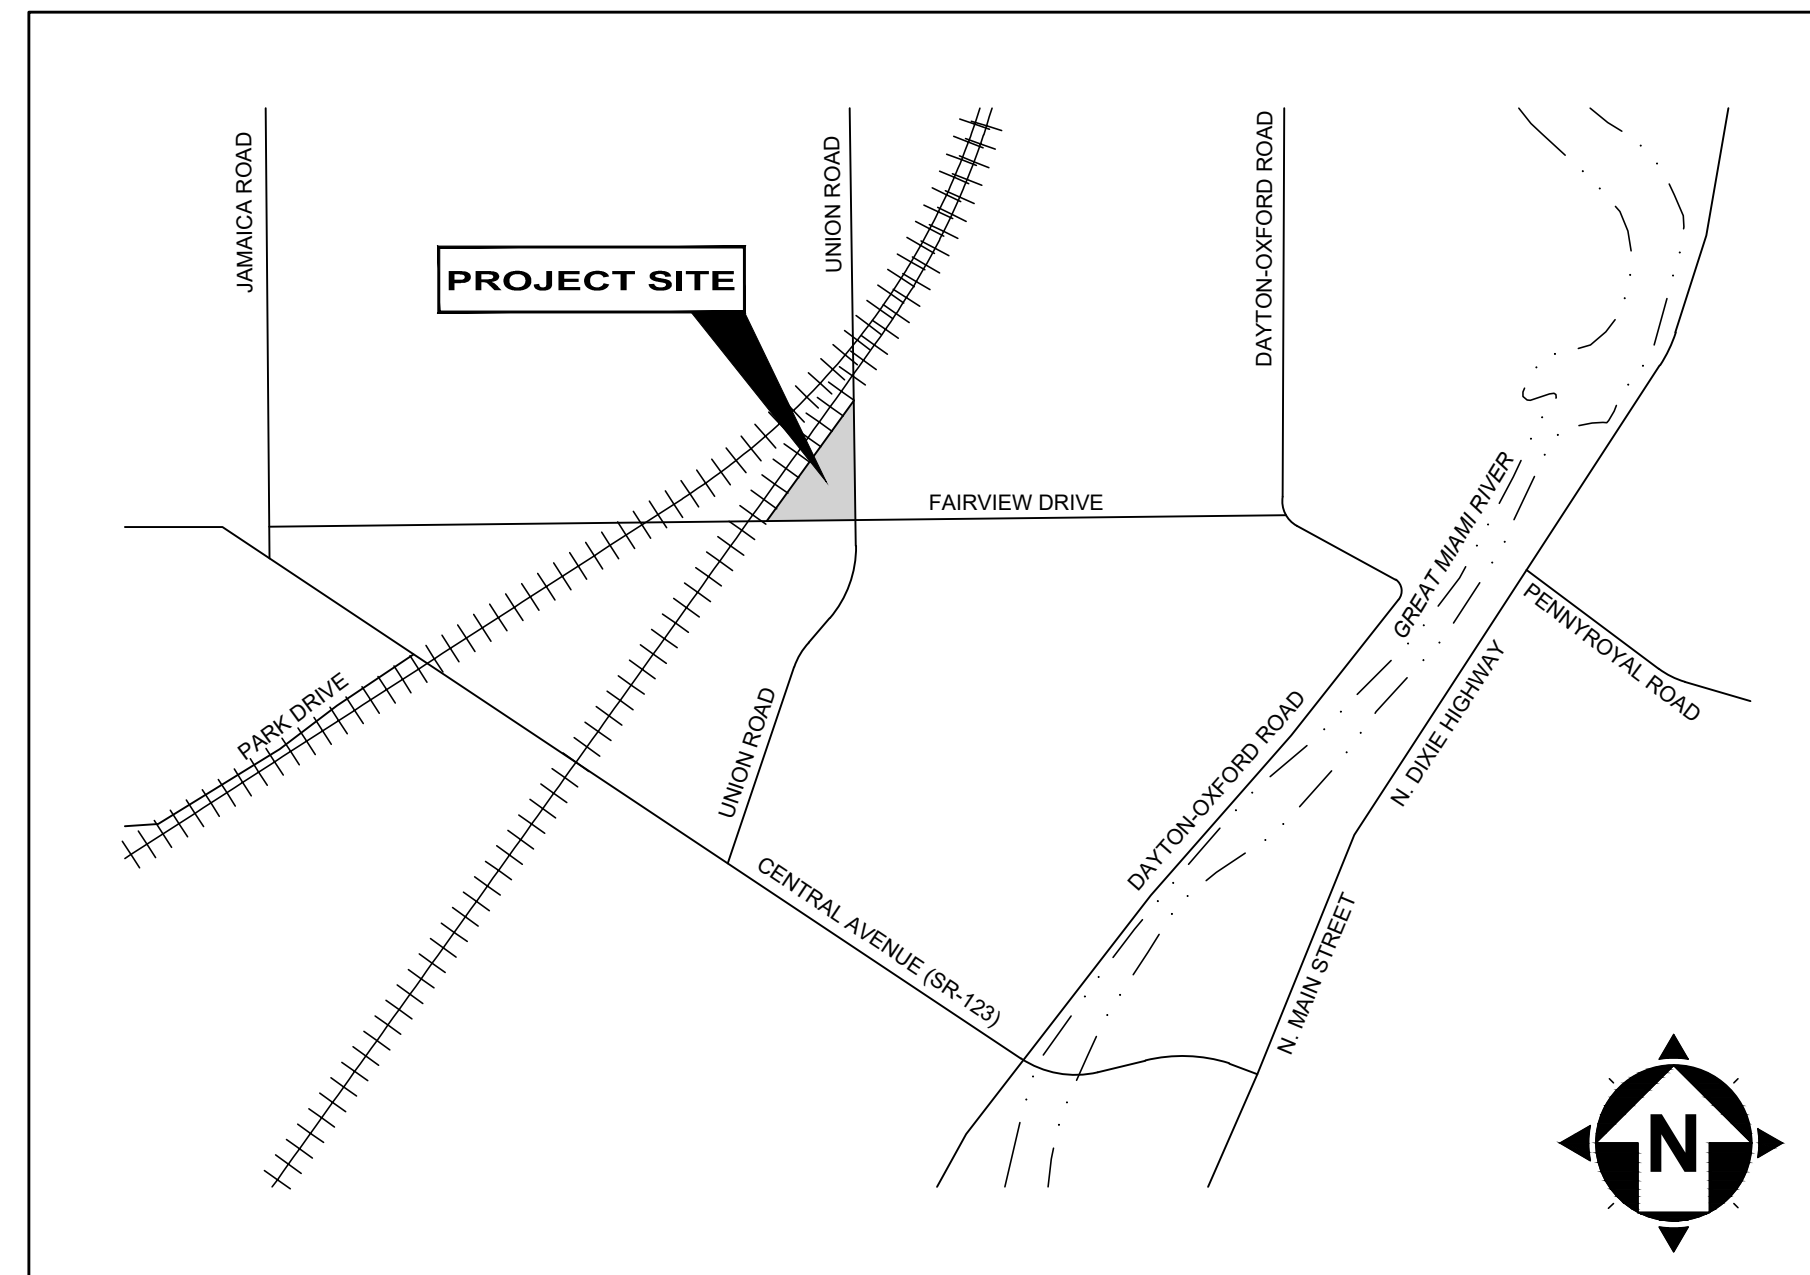 JAMAICA ROAD
UNION ROAD
DAYTON-OXFORD ROAD
PROJECT SITE
FAIRVIEW DRIVE
GREAT MIAMI RIVER
PENNYROYAL ROAD
PARK DRIVE
UNION ROAD
DAYTON-OXFORD ROAD
N. DIXIE HIGHWAY
CENTRAL AVENUE (SR-123)
N. MAIN STREET
N